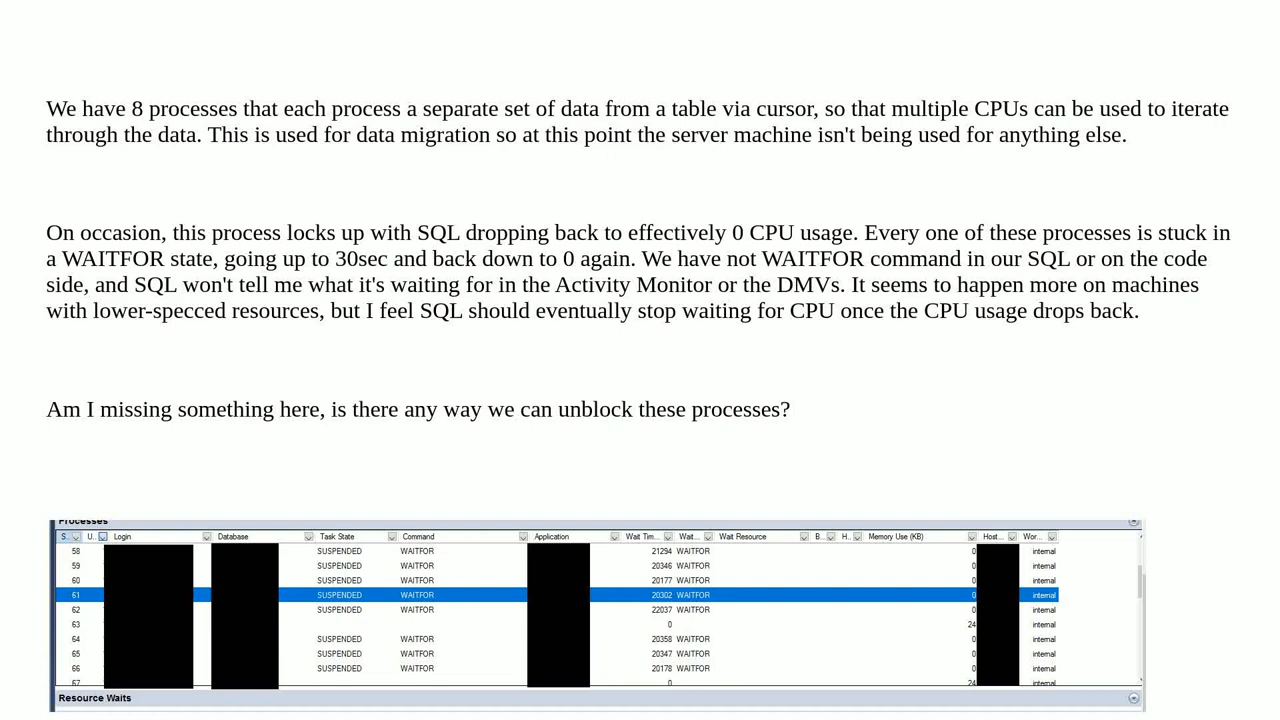 We have 8 processes that each process a separate set of data from a table via cursor, so that multiple CPUs can be used to iterate
through the data. This is used for data migration so at this point the server machine isn't being used for anything else.
On occasion, this process locks up with SQL dropping back to effectively 0 CPU usage. Every one of these processes is stuck in
a WAITFOR state, going up to 30sec and back down to 0 again. We have not WAITFOR command in our SQL or on the code
side, and SQL won't tell me what it's waiting for in the Activity Monitor or the DMVs. It seems to happen more on machines
with lower-specced resources, but I feel SQL should eventually stop waiting for CPU once the CPU usage drops back.
Am I missing something here, is there any way we can unblock these processes?
Processes
S.. U.. Login Database Task State Command Application Wait Tim... Wait... Wait Resource B... H.. Memory Use (KB) Host... Wor...
58 SUSPENDED WAITFOR 21294 WAITFOR 0 internal
59 SUSPENDED WAITFOR 20346 WAITFOR 0 internal
60 SUSPENDED WAITFOR 20177 WAITFOR 0 internal
61 SUSPENDED WAITFOR 20302 WAITFOR 0 internal
62 SUSPENDED WAITFOR 22037 WAITFOR 0 internal
63 0 24 internal
64 SUSPENDED WAITFOR 20358 WAITFOR 0 internal
65 SUSPENDED WAITFOR 20347 WAITFOR 0 internal
66 SUSPENDED WAITFOR 20178 WAITFOR 0 internal
67 0 24 internal
Resource Waits